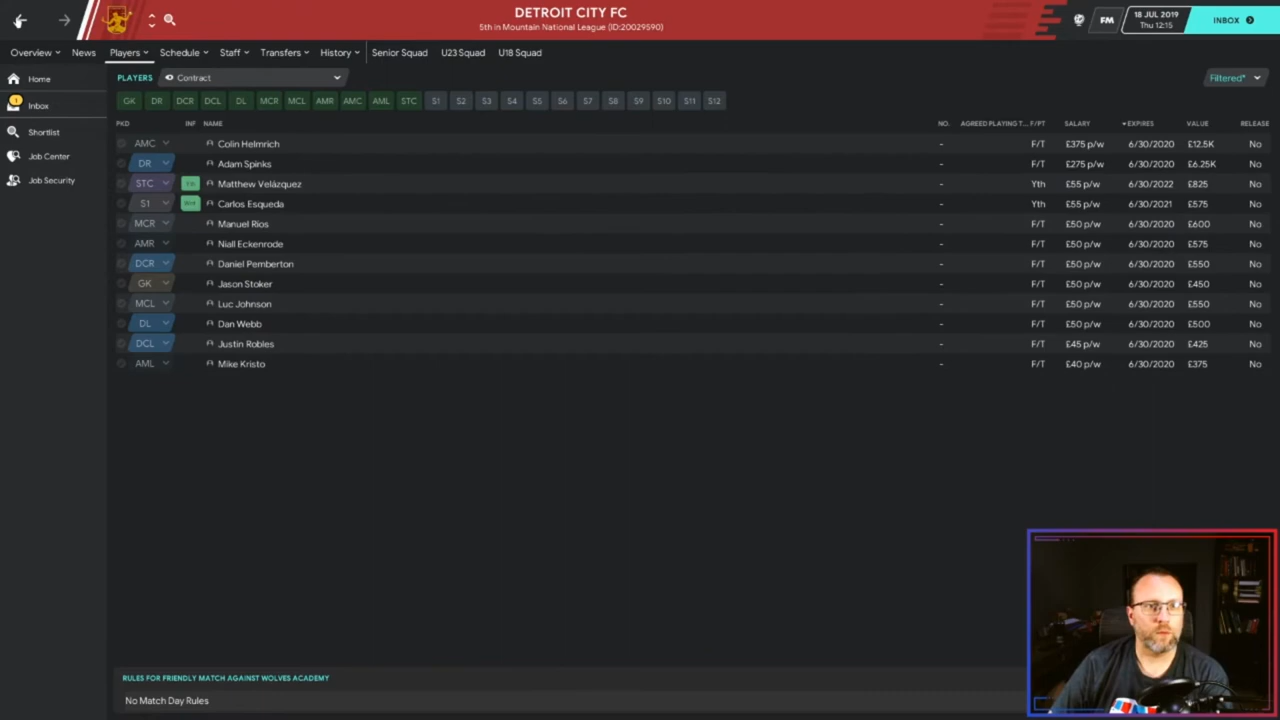 DETROIT CITY FC
5th in Mountain National League (ID:20029590)
FM 18 JUL 2019 Thu 12:15 INBOX
Overview News Players Schedule Staff Transfers History Senior Squad U23 Squad U18 Squad
Home
Inbox
Shortlist
Job Center
Job Security
PLAYERS Contract Filtered*
GK DR DCR DCL DL MCR MCL AMR AMC AML STC S1 S2 S3 S4 S5 S6 S7 S8 S9 S10 S11 S12
PKD INF NAME NO. AGREED PLAYING T... F/PT SALARY EXPIRES VALUE RELEASE
AMC Colin Helmrich - F/T £375 p/w 6/30/2020 £12.5K No
DR Adam Spinks - F/T £275 p/w 6/30/2020 £6.25K No
STC Matthew Velázquez - Yth £55 p/w 6/30/2022 £825 No
S1 Carlos Esqueda - Yth £55 p/w 6/30/2021 £575 No
MCR Manuel Ríos - F/T £50 p/w 6/30/2020 £600 No
AMR Niall Eckenrode - F/T £50 p/w 6/30/2020 £575 No
DCR Daniel Pemberton - F/T £50 p/w 6/30/2020 £550 No
GK Jason Stoker - F/T £50 p/w 6/30/2020 £450 No
MCL Luc Johnson - F/T £50 p/w 6/30/2020 £550 No
DL Dan Webb - F/T £50 p/w 6/30/2020 £500 No
DCL Justin Robles - F/T £45 p/w 6/30/2020 £425 No
AML Mike Kristo - F/T £40 p/w 6/30/2020 £375 No
RULES FOR FRIENDLY MATCH AGAINST WOLVES ACADEMY
No Match Day Rules